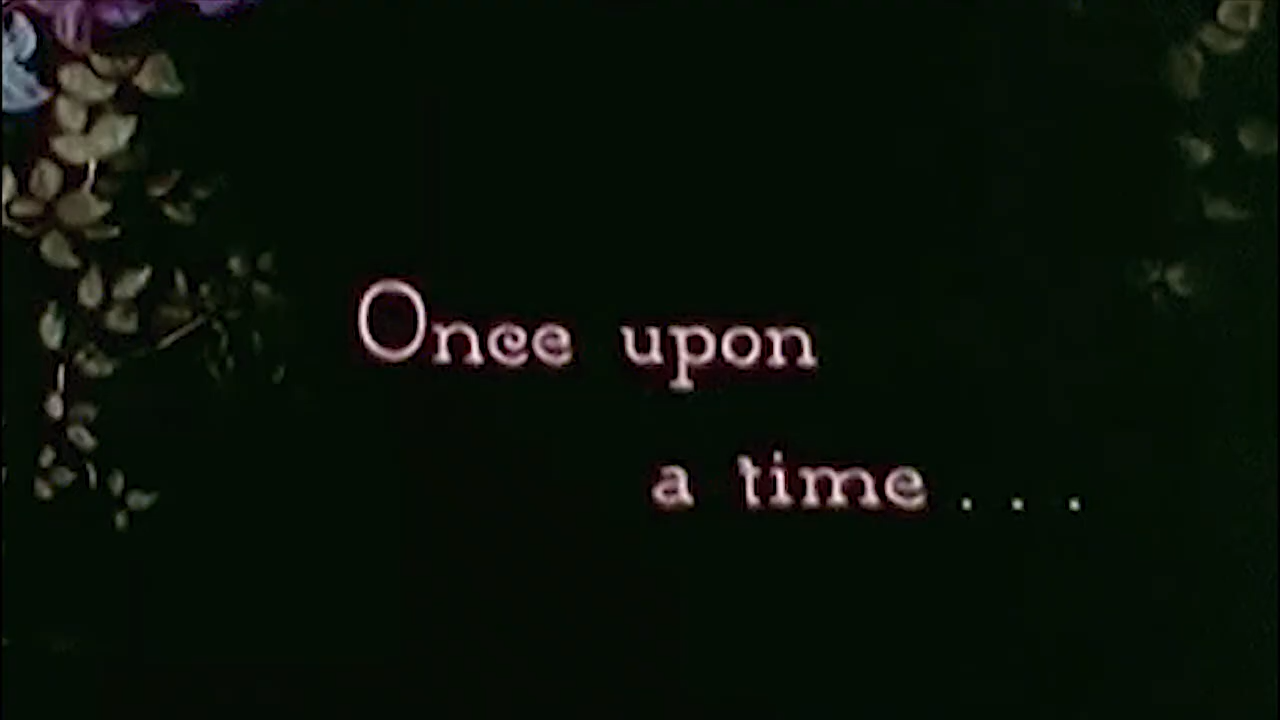 Once upon
a time . . .